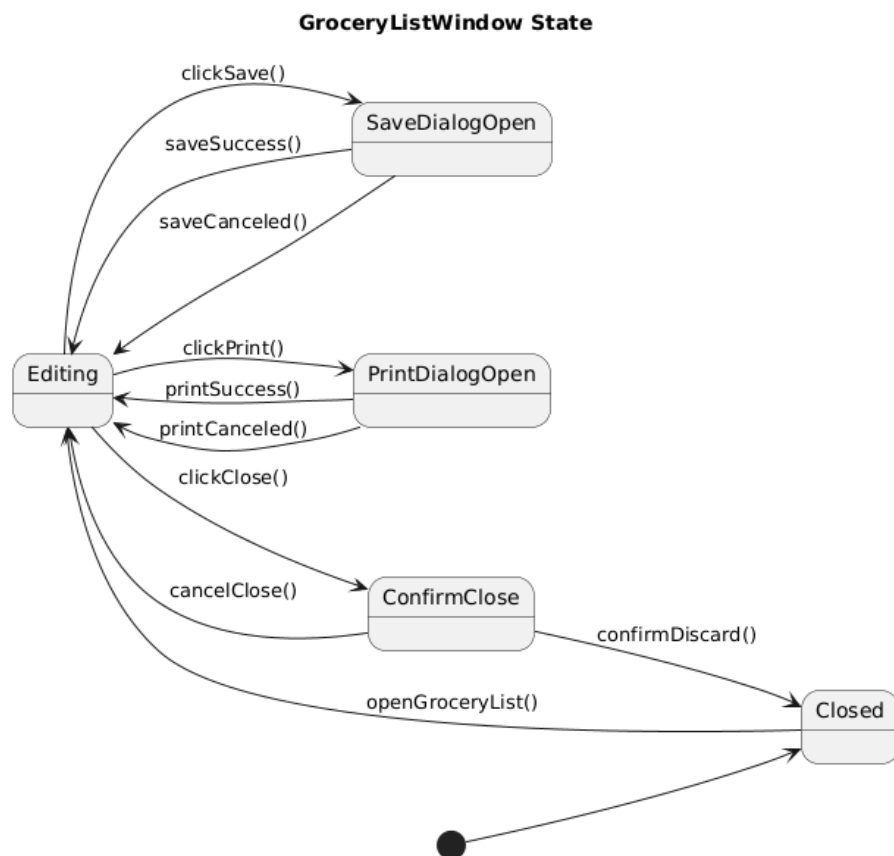 GroceryListWindow State
clickSave()
SaveDialogOpen
saveSuccess()
saveCanceled()
clickPrint()
Editing
PrintDialogOpen
printSuccess()
printCanceled()
clickClose()
cancelClose()
ConfirmClose
confirmDiscard()
openGroceryList()
Closed